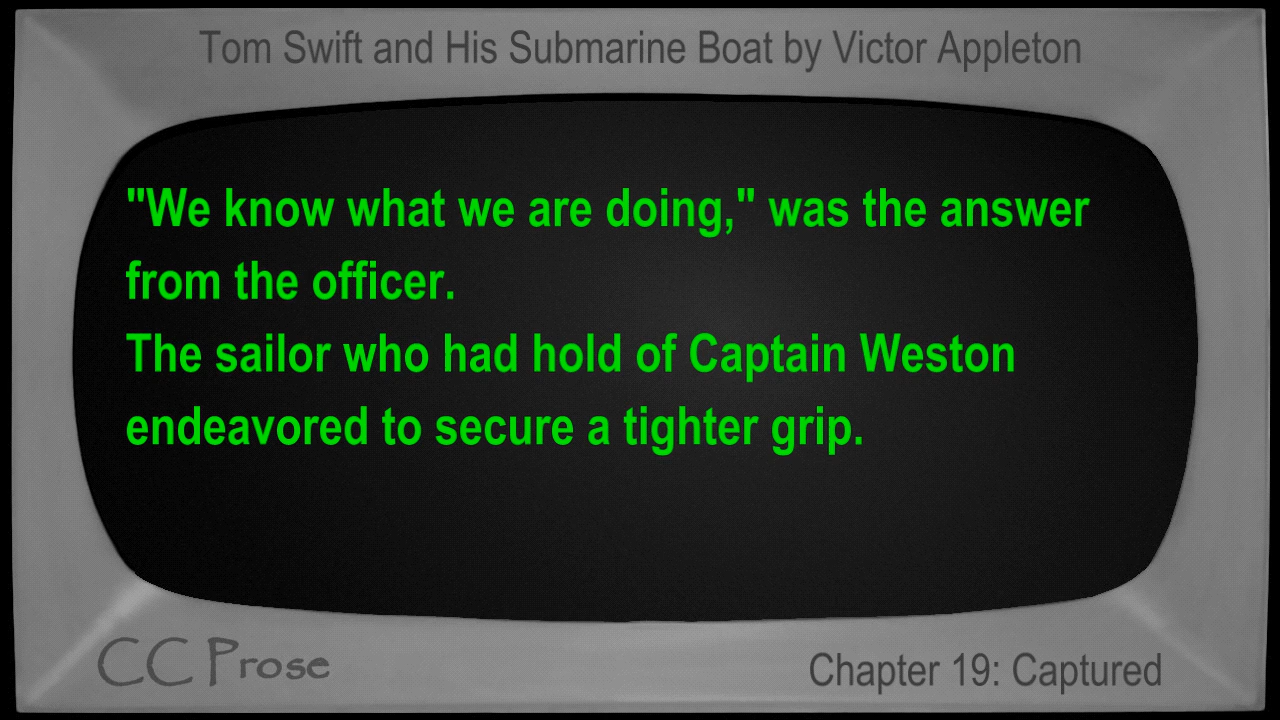 Tom Swift and His Submarine Boat by Victor Appleton
"We know what we are doing," was the answer
from the officer.
The sailor who had hold of Captain Weston
endeavored to secure a tighter grip.
CC Prose
Chapter 19: Captured